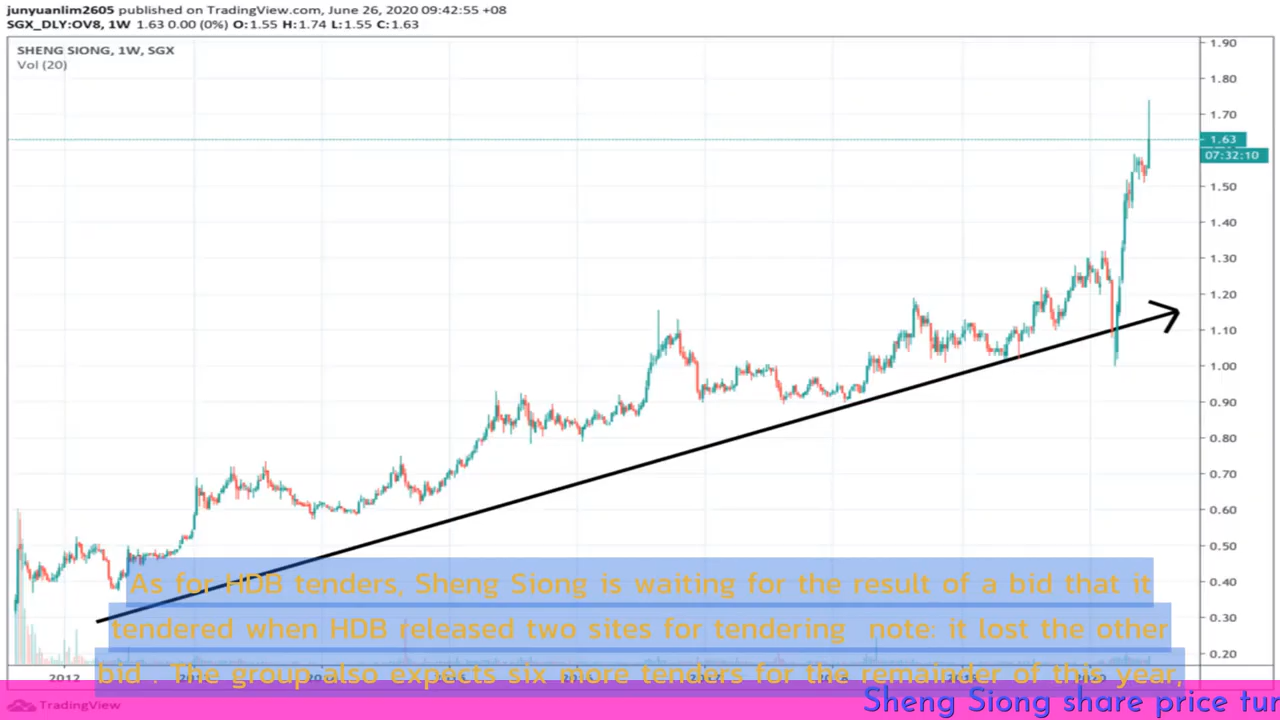 junyuanlim2605 published on TradingView.com, June 26, 2020 09:42:55 +08
SGX_DLY:OV8, 1W 1.63 0.00 (0%) O:1.55 H:1.74 L:1.55 C:1.63
SHENG SIONG, 1W, SGX
Vol (20)
1.90
1.80
1.70
1.63
07:32:10
1.50
1.40
1.30
1.20
1.10
1.00
0.90
0.80
0.70
0.60
0.50
0.40
0.30
0.20
As for HDB tenders, Sheng Siong is waiting for the result of a bid that it
tendered when HDB released two sites for tendering note: it lost the other
bid . The group also expects six more tenders for the remainder of this year,
2012
TradingView
Sheng Siong share price tur